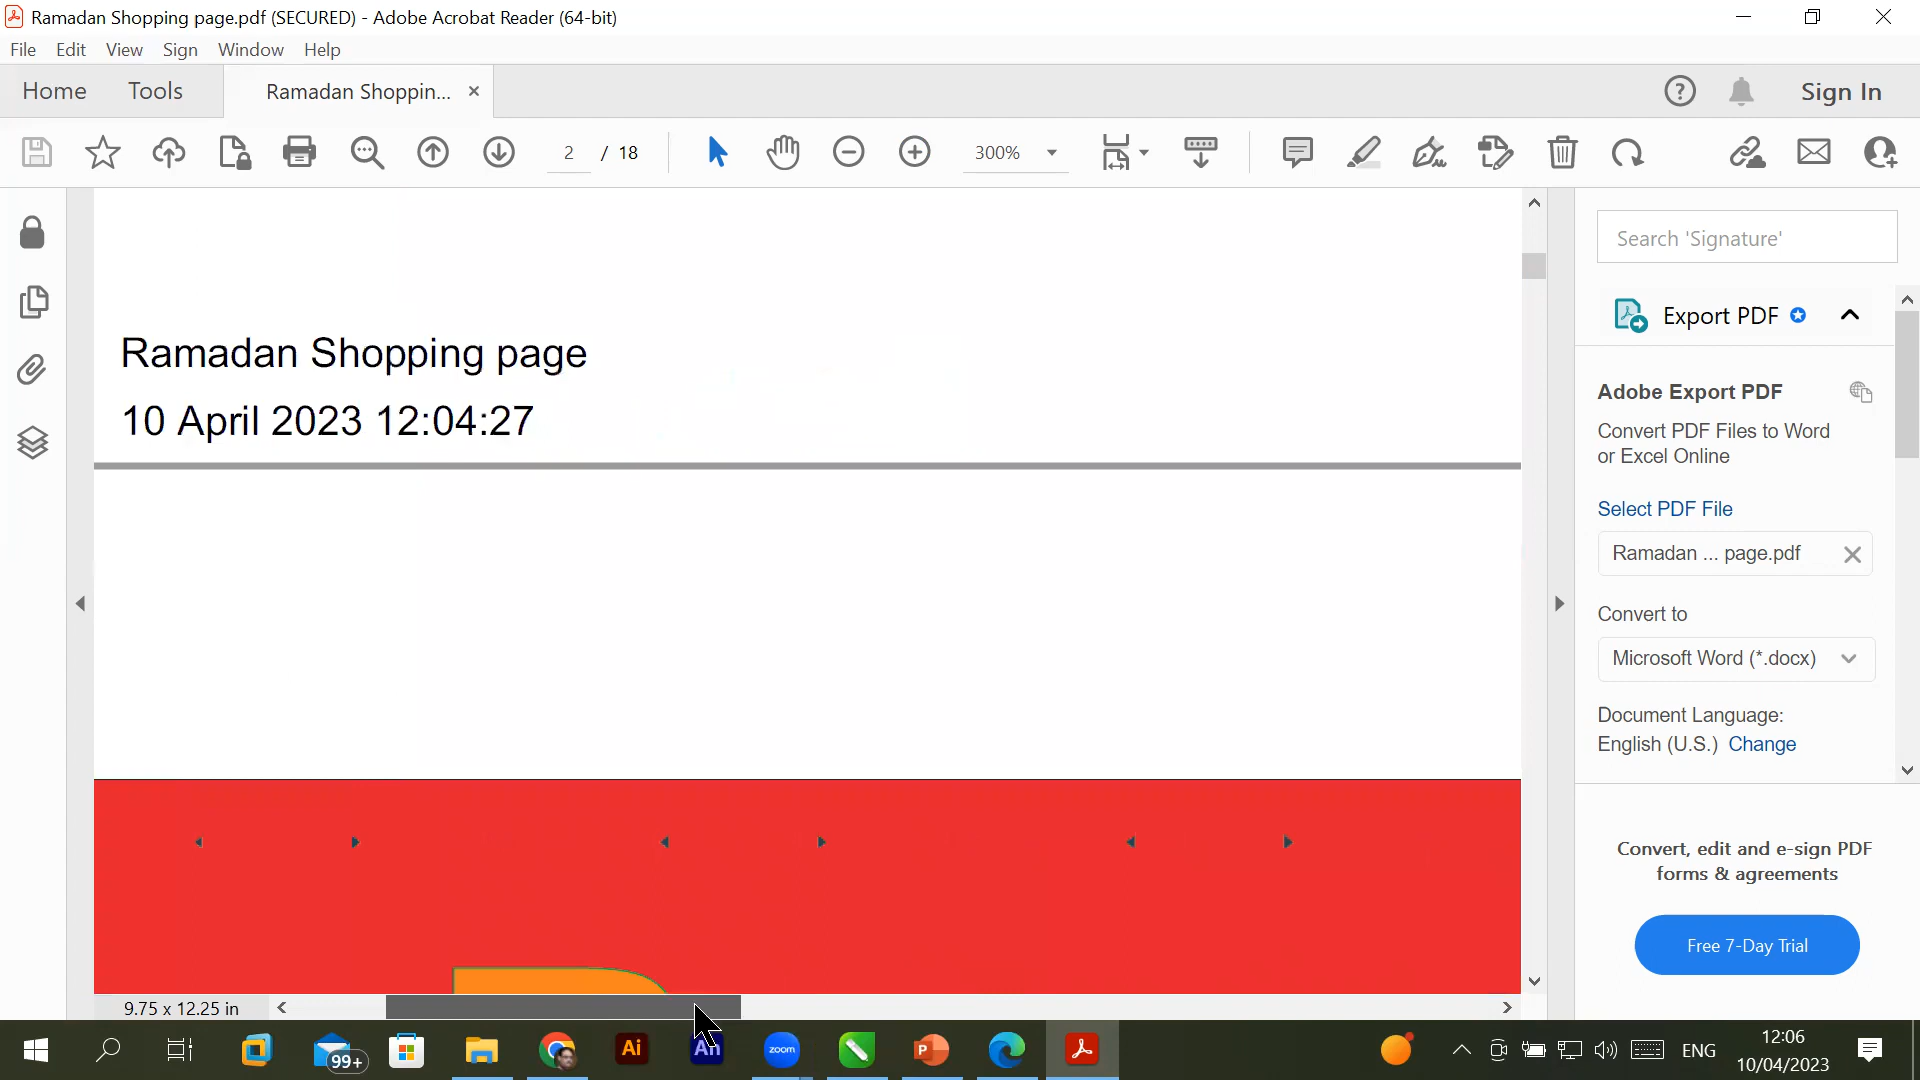 Ramadan Shopping page.pdf (SECURED) - Adobe Acrobat Reader (64-bit)
File Edit View Sign Window Help
Home Tools Ramadan Shoppin... × Sign In
2 / 18 300%
Search 'Signature'
Export PDF
Adobe Export PDF
Convert PDF Files to Word
or Excel Online
Select PDF File
Ramadan ... page.pdf
Convert to
Microsoft Word (*.docx)
Document Language:
English (U.S.) Change
Convert, edit and e-sign PDF
forms & agreements
Free 7-Day Trial
Ramadan Shopping page
10 April 2023 12:04:27
9.75 x 12.25 in
99+ Ai An zoom P ENG
12:06
10/04/2023